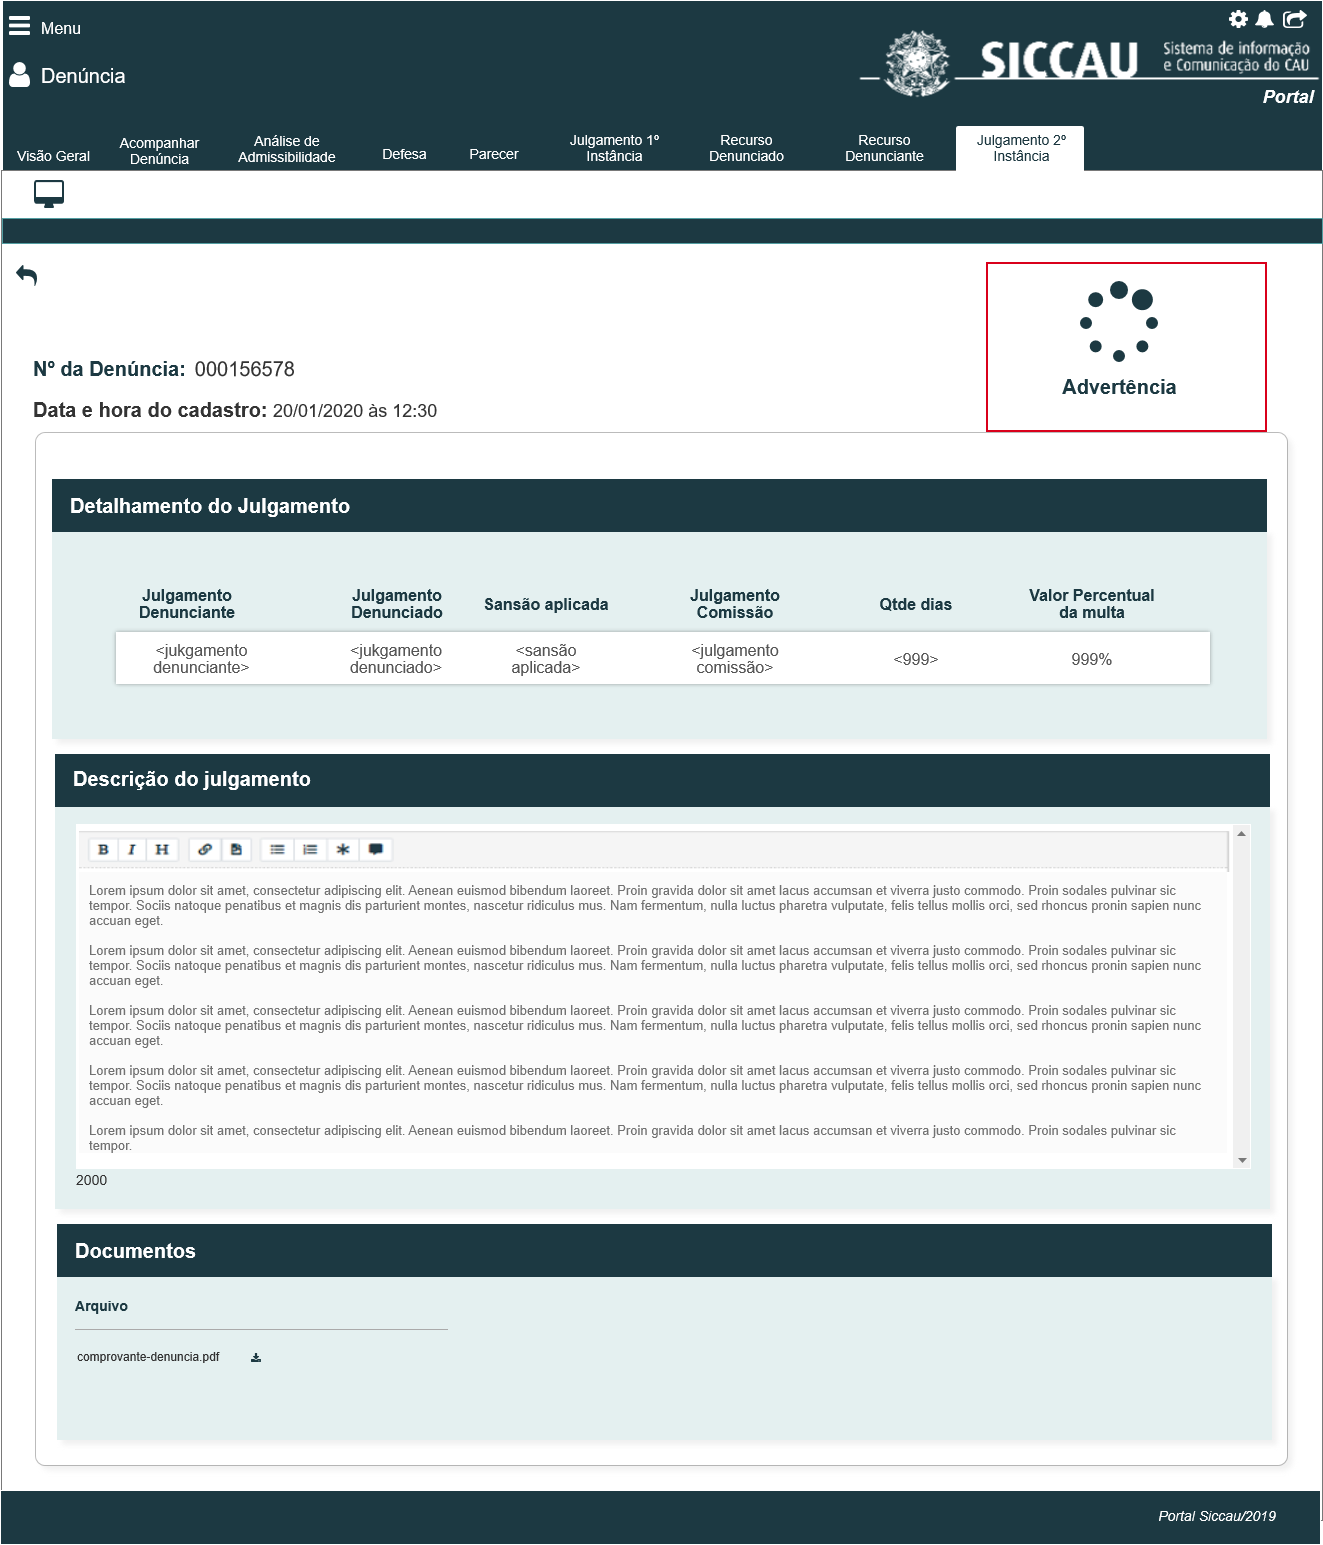 Menu
Denúncia
SICCAU
Sistema de informação
e Comunicação do CAU
Portal
Visão Geral
Acompanhar
Denúncia
Análise de
Admissibilidade
Defesa
Parecer
Julgamento 1º
Instância
Recurso
Denunciado
Recurso
Denunciante
Julgamento 2º
Instância
Advertência
Nº da Denúncia: 000156578
Data e hora do cadastro: 20/01/2020 às 12:30
Detalhamento do Julgamento
Julgamento
Denunciante
Julgamento
Denunciado
Sansão aplicada
Julgamento
Comissão
Qtde dias
Valor Percentual
da multa
<jukgamento
denunciante>
<jukgamento
denunciado>
<sansão
aplicada>
<julgamento
comissão>
<999>
999%
Descrição do julgamento
B I H
Lorem ipsum dolor sit amet, consectetur adipiscing elit. Aenean euismod bibendum laoreet. Proin gravida dolor sit amet lacus accumsan et viverra justo commodo. Proin sodales pulvinar sic
tempor. Sociis natoque penatibus et magnis dis parturient montes, nascetur ridiculus mus. Nam fermentum, nulla luctus pharetra vulputate, felis tellus mollis orci, sed rhoncus pronin sapien nunc
accuan eget.
Lorem ipsum dolor sit amet, consectetur adipiscing elit. Aenean euismod bibendum laoreet. Proin gravida dolor sit amet lacus accumsan et viverra justo commodo. Proin sodales pulvinar sic
tempor. Sociis natoque penatibus et magnis dis parturient montes, nascetur ridiculus mus. Nam fermentum, nulla luctus pharetra vulputate, felis tellus mollis orci, sed rhoncus pronin sapien nunc
accuan eget.
Lorem ipsum dolor sit amet, consectetur adipiscing elit. Aenean euismod bibendum laoreet. Proin gravida dolor sit amet lacus accumsan et viverra justo commodo. Proin sodales pulvinar sic
tempor. Sociis natoque penatibus et magnis dis parturient montes, nascetur ridiculus mus. Nam fermentum, nulla luctus pharetra vulputate, felis tellus mollis orci, sed rhoncus pronin sapien nunc
accuan eget.
Lorem ipsum dolor sit amet, consectetur adipiscing elit. Aenean euismod bibendum laoreet. Proin gravida dolor sit amet lacus accumsan et viverra justo commodo. Proin sodales pulvinar sic
tempor. Sociis natoque penatibus et magnis dis parturient montes, nascetur ridiculus mus. Nam fermentum, nulla luctus pharetra vulputate, felis tellus mollis orci, sed rhoncus pronin sapien nunc
accuan eget.
Lorem ipsum dolor sit amet, consectetur adipiscing elit. Aenean euismod bibendum laoreet. Proin gravida dolor sit amet lacus accumsan et viverra justo commodo. Proin sodales pulvinar sic
tempor.
2000
Documentos
Arquivo
comprovante-denuncia.pdf
Portal Siccau/2019